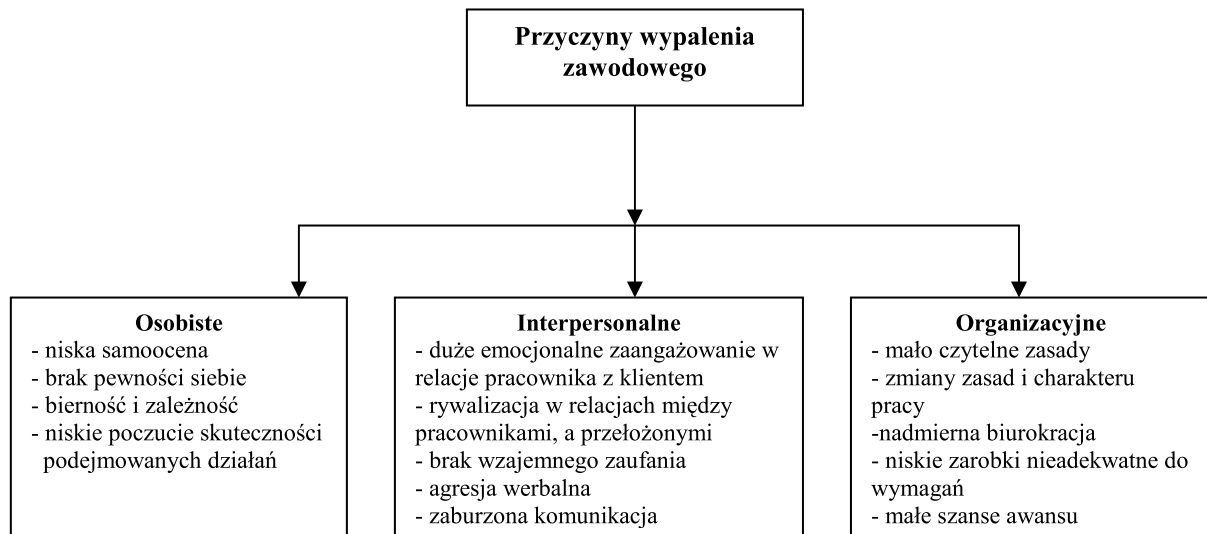 Przyczyny wypalenia
zawodowego
Osobiste
- niska samoocena
- brak pewności siebie
- bierność i zależność
- niskie poczucie skuteczności
podejmowanych działań
Interpersonalne
- duże emocjonalne zaangażowanie w
relacje pracownika z klientem
- rywalizacja w relacjach między
pracownikami, a przełożonymi
- brak wzajemnego zaufania
- agresja werbalna
- zaburzona komunikacja
Organizacyjne
- mało czytelne zasady
- zmiany zasad i charakteru
pracy
-nadmierna biurokracja
- niskie zarobki nieadekwatne do
wymagań
- małe szanse awansu